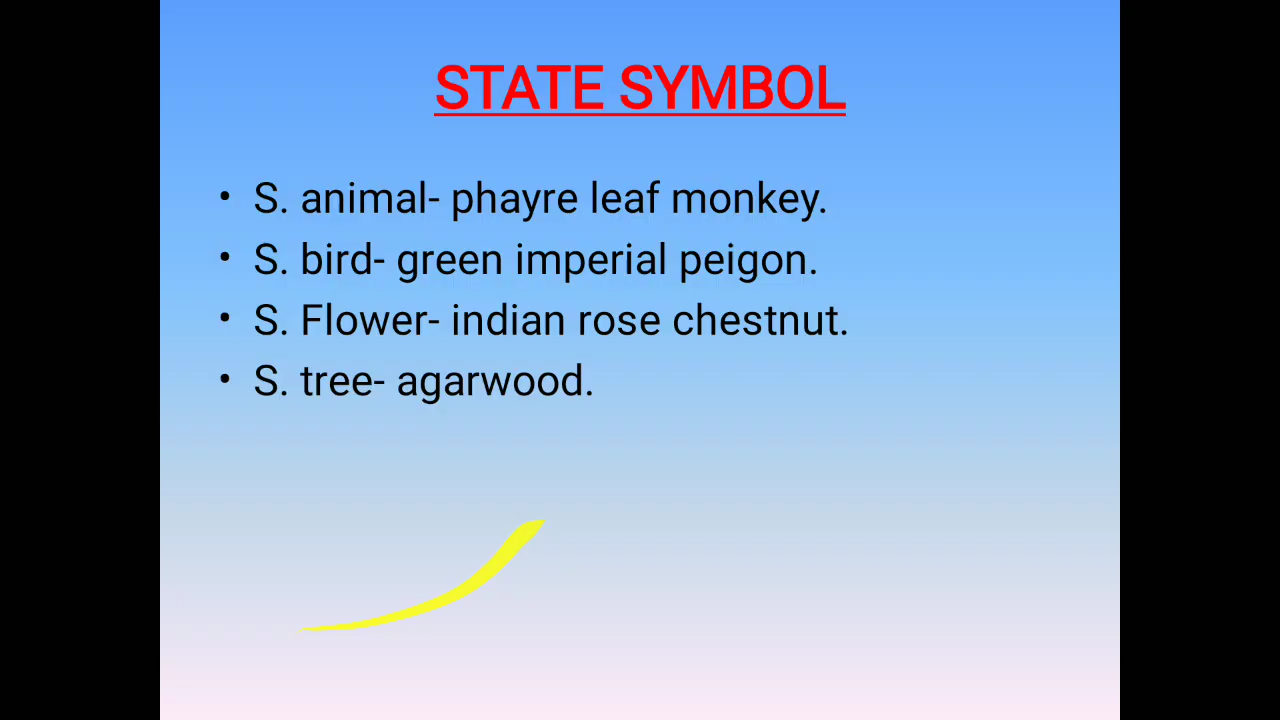 STATE SYMBOL
• S. animal- phayre leaf monkey.
• S. bird- green imperial peigon.
• S. Flower- indian rose chestnut.
• S. tree- agarwood.